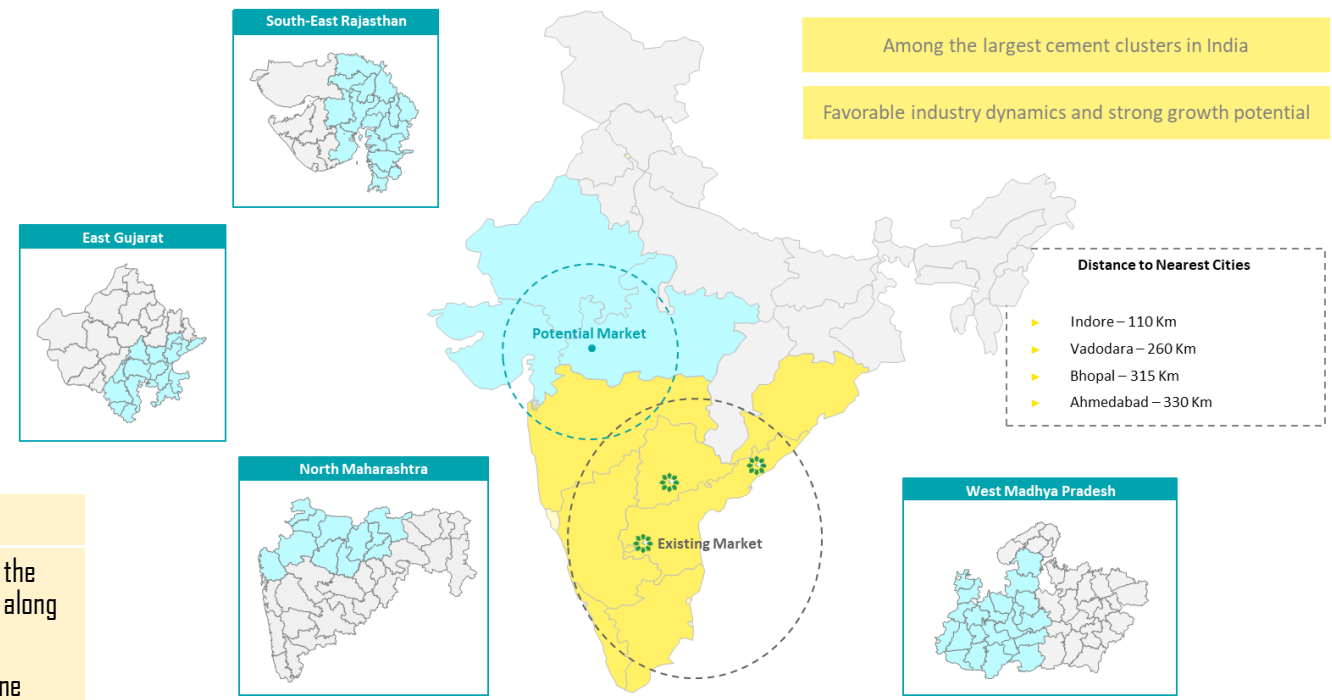 South-East Rajasthan
Among the largest cement clusters in India
Favorable industry dynamics and strong growth potential
East Gujarat
Distance to Nearest Cities
Indore – 110 Km
Vadodara – 260 Km
Bhopal – 315 Km
Ahmedabad – 330 Km
Potential Market
North Maharashtra
West Madhya Pradesh
Existing Market
the
along
ne